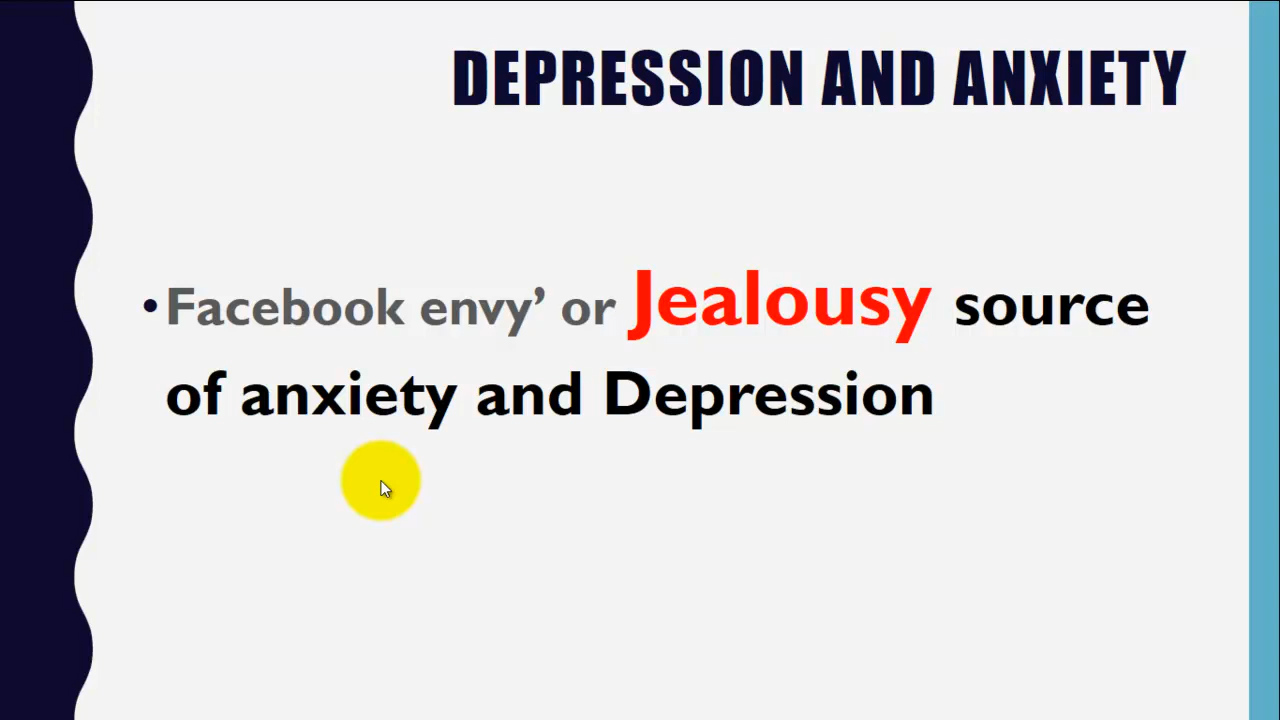 DEPRESSION AND ANXIETY
•Facebook envy’ or Jealousy source
of anxiety and Depression